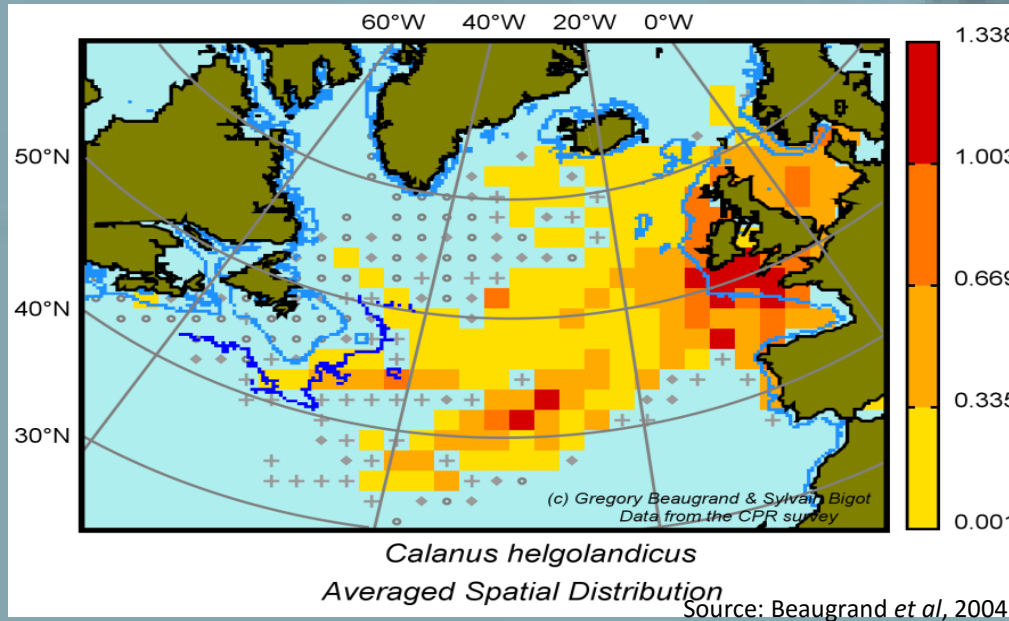 60°W 40°W 20°W 0°W
1.338
50°N
1.003
0.669
40°N
0.335
30°N
(c) Gregory Beaugrand & Sylvain Bigot
Data from the CPR survey
0.001
Calanus helgolandicus
Averaged Spatial Distribution
Source: Beaugrand et al, 2004